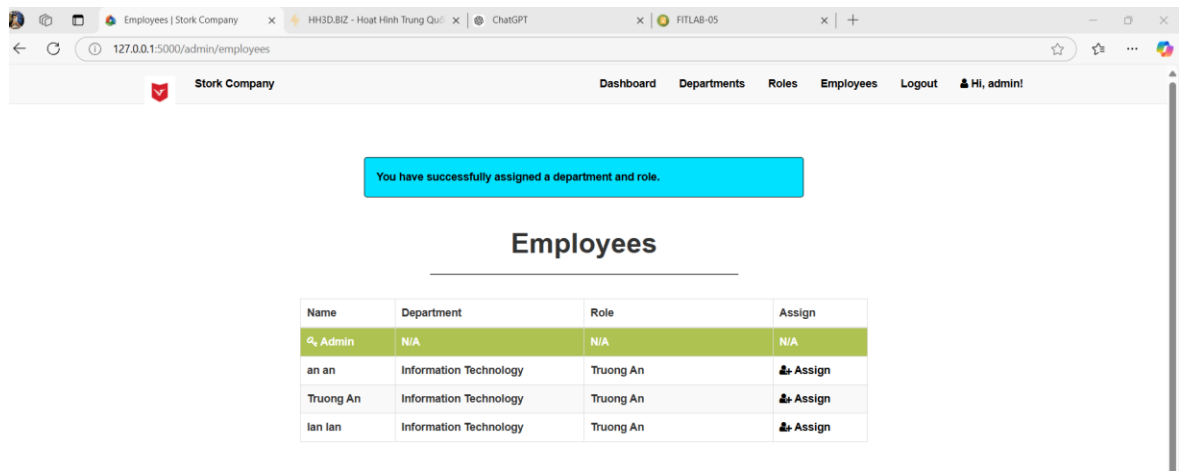 Employees | Stork Company
HH3D.BIZ - Hoạt Hình Trung Quố
ChatGPT
FITLAB-05
127.0.0.1:5000/admin/employees
Stork Company
Dashboard Departments Roles Employees Logout Hi, admin!
You have successfully assigned a department and role.
Employees
Name Department Role Assign
Admin N/A N/A N/A
an an Information Technology Truong An Assign
Truong An Information Technology Truong An Assign
lan lan Information Technology Truong An Assign